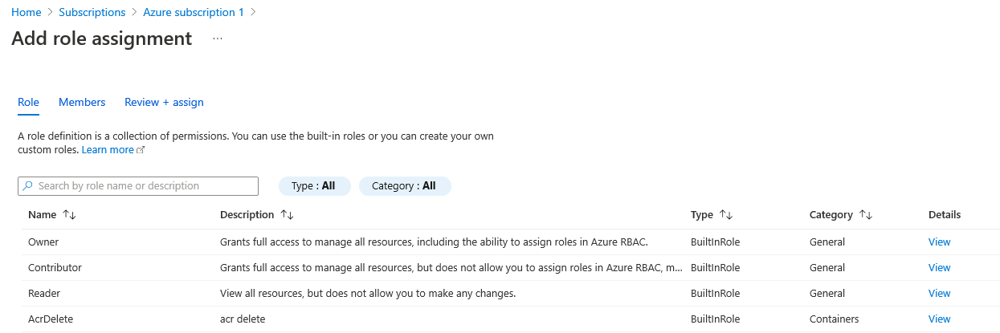 Home > Subscriptions > Azure subscription 1 >
Add role assignment ...
Role Members Review + assign
A role definition is a collection of permissions. You can use the built-in roles or you can create your own
custom roles. Learn more
Search by role name or description Type : All Category : All
Name ↑↓ Description ↑↓ Type ↑↓ Category ↑↓ Details
Owner Grants full access to manage all resources, including the ability to assign roles in Azure RBAC. BuiltInRole General View
Contributor Grants full access to manage all resources, but does not allow you to assign roles in Azure RBAC, m... BuiltInRole General View
Reader View all resources, but does not allow you to make any changes. BuiltInRole General View
AcrDelete acr delete BuiltInRole Containers View